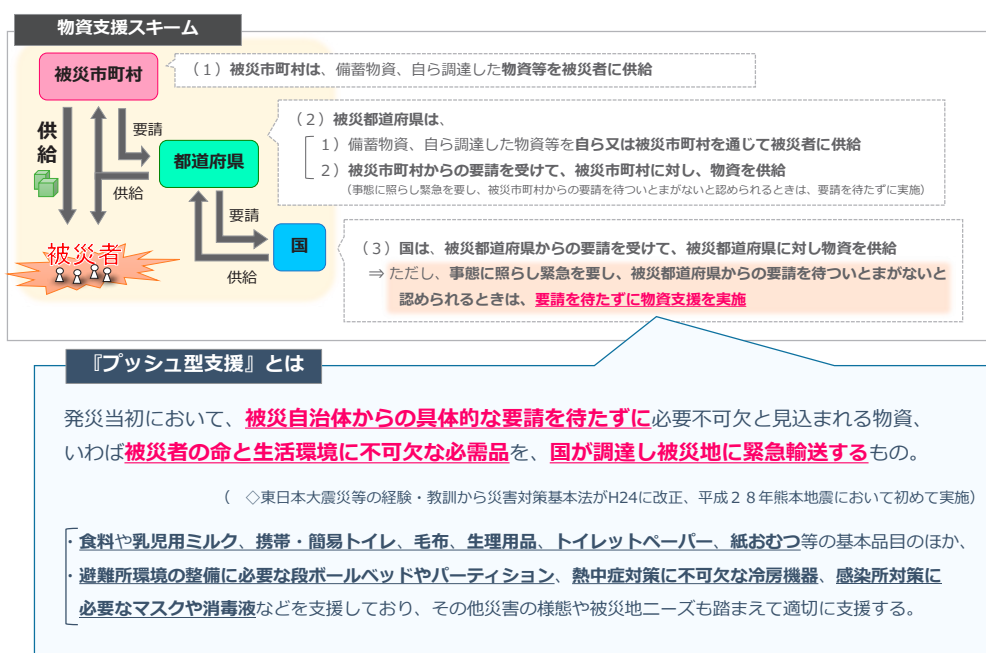 物資支援スキーム
被災市町村
(１)被災市町村は、備蓄物資、自ら調達した物資等を被災者に供給
供給
要請
都道府県
供給
(２)被災都道府県は、
１）備蓄物資、自ら調達した物資等を自ら又は被災市町村を通じて被災者に供給
２）被災市町村からの要請を受けて、被災市町村に対し、物資を供給
(事態に照らし緊急を要し、被災市町村からの要請を待ついとまがないと認められるときは、要請を待たずに実施)
要請
国
供給
被災者
(３)国は、被災都道府県からの要請を受けて、被災都道府県に対し物資を供給
⇒ただし、事態に照らし緊急を要し、被災都道府県からの要請を待ついとまがないと
認められるときは、要請を待たずに物資支援を実施
『プッシュ型支援』とは
発災当初において、被災自治体からの具体的な要請を待たずに必要不可欠と見込まれる物資、
いわば被災者の命と生活環境に不可欠な必需品を、国が調達し被災地に緊急輸送するもの。
( ◇東日本大震災等の経験・教訓から災害対策基本法がH24に改正、平成２８年熊本地震において初めて実施)
・食料や乳児用ミルク、携帯・簡易トイレ、毛布、生理用品、トイレットペーパー、紙おむつ等の基本品目のほか、
・避難所環境の整備に必要な段ボールベッドやパーティション、熱中症対策に不可欠な冷房機器、感染所対策に
必要なマスクや消毒液などを支援しており、その他災害の様態や被災地ニーズも踏まえて適切に支援する。